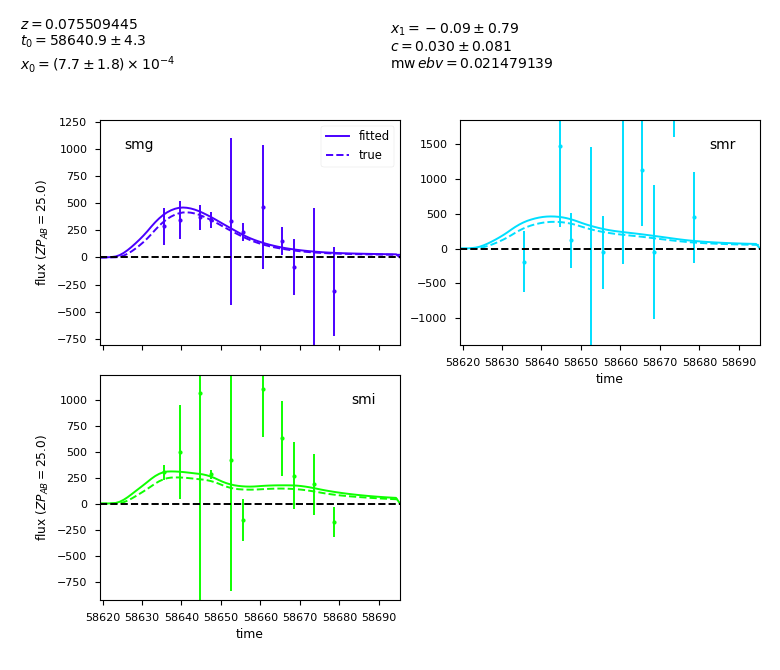 z = 0.075509445
t₀ = 58640.9 ± 4.3
x₀ = (7.7 ± 1.8) × 10⁻⁴
x₁ = −0.09 ± 0.79
c = 0.030 ± 0.081
mw ebv = 0.021479139
smg
fitted
true
1250
1000
750
500
250
0
−250
−500
−750
flux (ZP_AB = 25.0)
smr
1500
1000
500
0
−500
−1000
58620 58630 58640 58650 58660 58670 58680 58690
time
smi
1000
750
500
250
0
−250
−500
−750
flux (ZP_AB = 25.0)
58620 58630 58640 58650 58660 58670 58680 58690
time